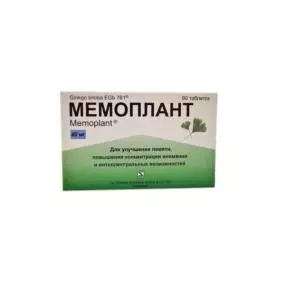 Ginkgo biloba EGb 761®
60 таблеток
МЕМОПЛАНТ
Memoplant®
40 мг
Для улучшения памяти,
повышения концентрации внимания
и интеллектуальных возможностей